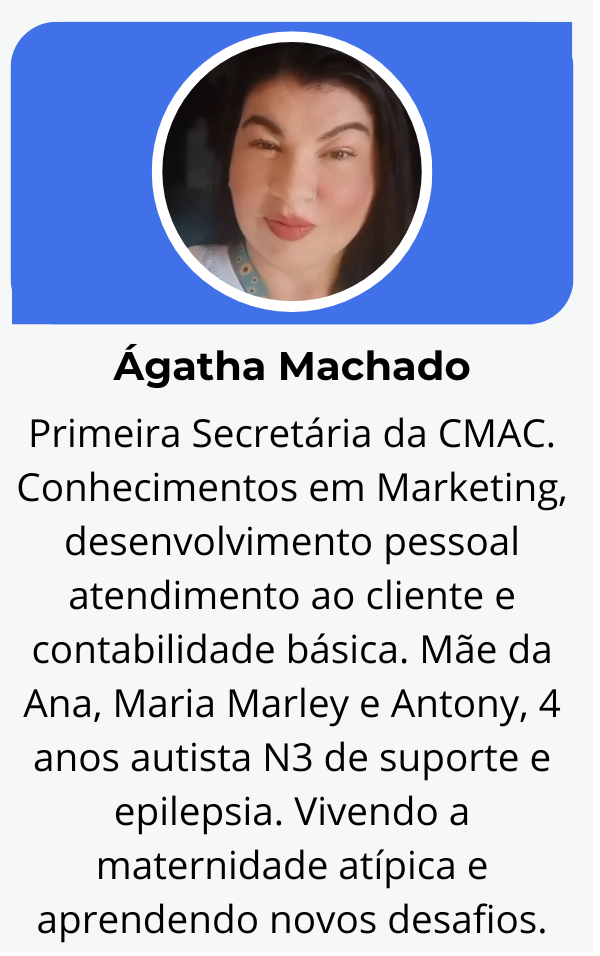 Ágatha Machado
Primeira Secretária da CMAC.
Conhecimentos em Marketing,
desenvolvimento pessoal
atendimento ao cliente e
contabilidade básica. Mãe da
Ana, Maria Marley e Antony, 4
anos autista N3 de suporte e
epilepsia. Vivendo a
maternidade atípica e
aprendendo novos desafios.